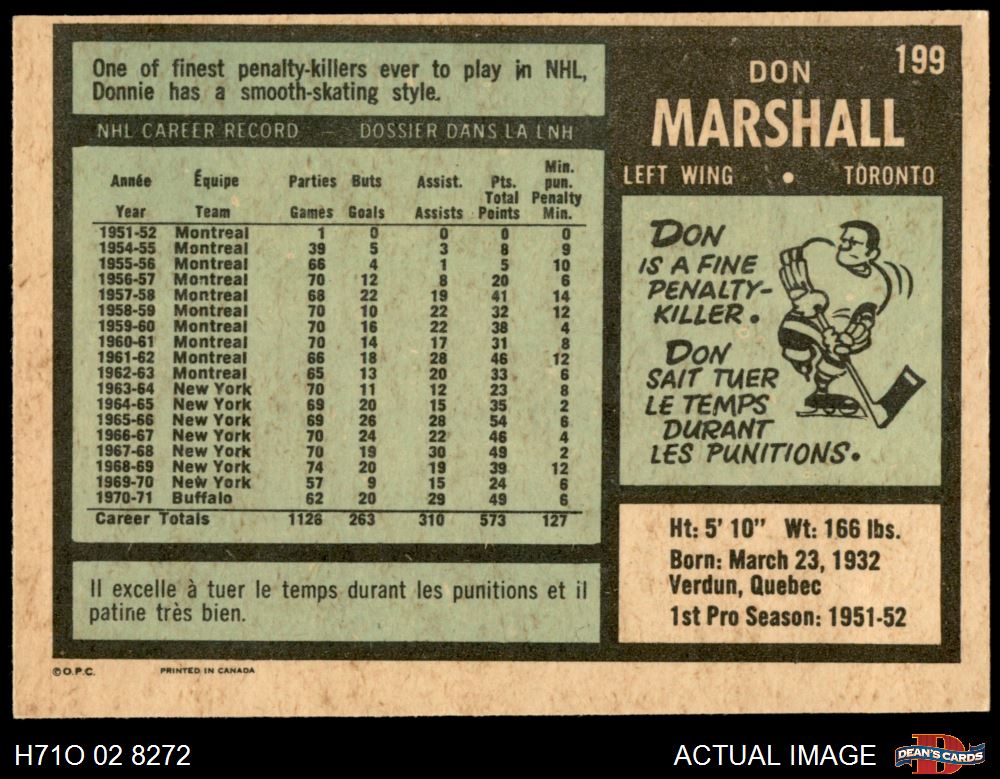 One of finest penalty-killers ever to play in NHL,
Donnie has a smooth-skating style.
NHL CAREER RECORD — DOSSIER DANS LA LNH
Année Équipe Parties Buts Assist. Pts. Total Points Min. pun. Penalty Min.
Year Team Games Goals Assists
1951-52 Montreal 1 0 0 0 0
1954-55 Montreal 39 5 3 8 9
1955-56 Montreal 66 4 1 5 10
1956-57 Montreal 70 12 8 20 6
1957-58 Montreal 68 22 19 41 14
1958-59 Montreal 70 10 22 32 12
1959-60 Montreal 70 16 22 38 4
1960-61 Montreal 70 14 17 31 8
1961-62 Montreal 66 18 28 46 12
1962-63 Montreal 65 13 20 33 6
1963-64 New York 70 11 12 23 8
1964-65 New York 69 20 15 35 2
1965-66 New York 69 26 28 54 6
1966-67 New York 70 24 22 46 4
1967-68 New York 70 19 30 49 2
1968-69 New York 74 20 19 39 12
1969-70 New York 57 9 15 24 6
1970-71 Buffalo 62 20 29 49 6
Career Totals 1126 263 310 573 127
Il excelle à tuer le temps durant les punitions et il
patine très bien.
©O.P.C. PRINTED IN CANADA
199
DON
MARSHALL
LEFT WING • TORONTO
DON
IS A FINE
PENALTY-
KILLER.
DON
SAIT TUER
LE TEMPS
DURANT
LES PUNITIONS.
Ht: 5' 10" Wt: 166 lbs.
Born: March 23, 1932
Verdun, Quebec
1st Pro Season: 1951-52
H71O 02 8272
ACTUAL IMAGE
D
DEAN'S CARDS